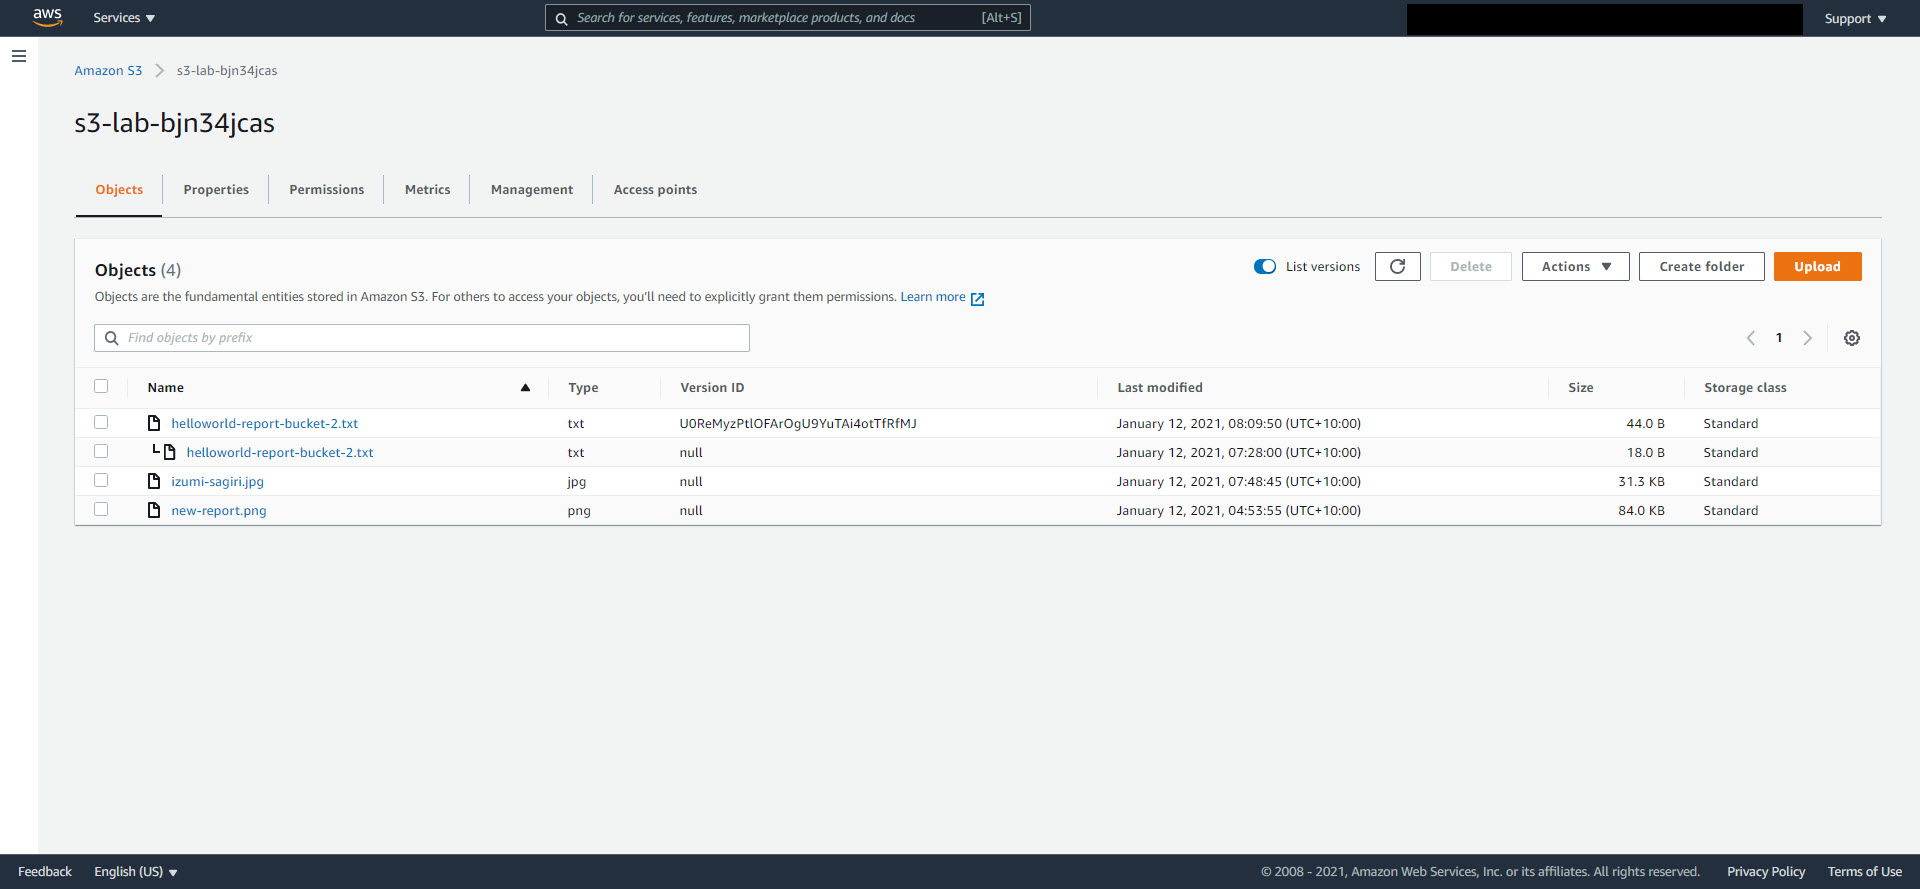 aws Services Search for services, features, marketplace products, and docs [Alt+S] Support
Amazon S3 s3-lab-bjn34jcas
s3-lab-bjn34jcas
Objects Properties Permissions Metrics Management Access points
Objects (4) List versions Delete Actions Create folder Upload
Objects are the fundamental entities stored in Amazon S3. For others to access your objects, you'll need to explicitly grant them permissions. Learn more
Find objects by prefix 1
Name Type Version ID Last modified Size Storage class
helloworld-report-bucket-2.txt txt U0ReMyzPtlOFArOgU9YuTAi4otTfRfMJ January 12, 2021, 08:09:50 (UTC+10:00) 44.0 B Standard
helloworld-report-bucket-2.txt txt null January 12, 2021, 07:28:00 (UTC+10:00) 18.0 B Standard
izumi-sagiri.jpg jpg null January 12, 2021, 07:48:45 (UTC+10:00) 31.3 KB Standard
new-report.png png null January 12, 2021, 04:53:55 (UTC+10:00) 84.0 KB Standard
Feedback English (US) © 2008 - 2021, Amazon Web Services, Inc. or its affiliates. All rights reserved. Privacy Policy Terms of Use